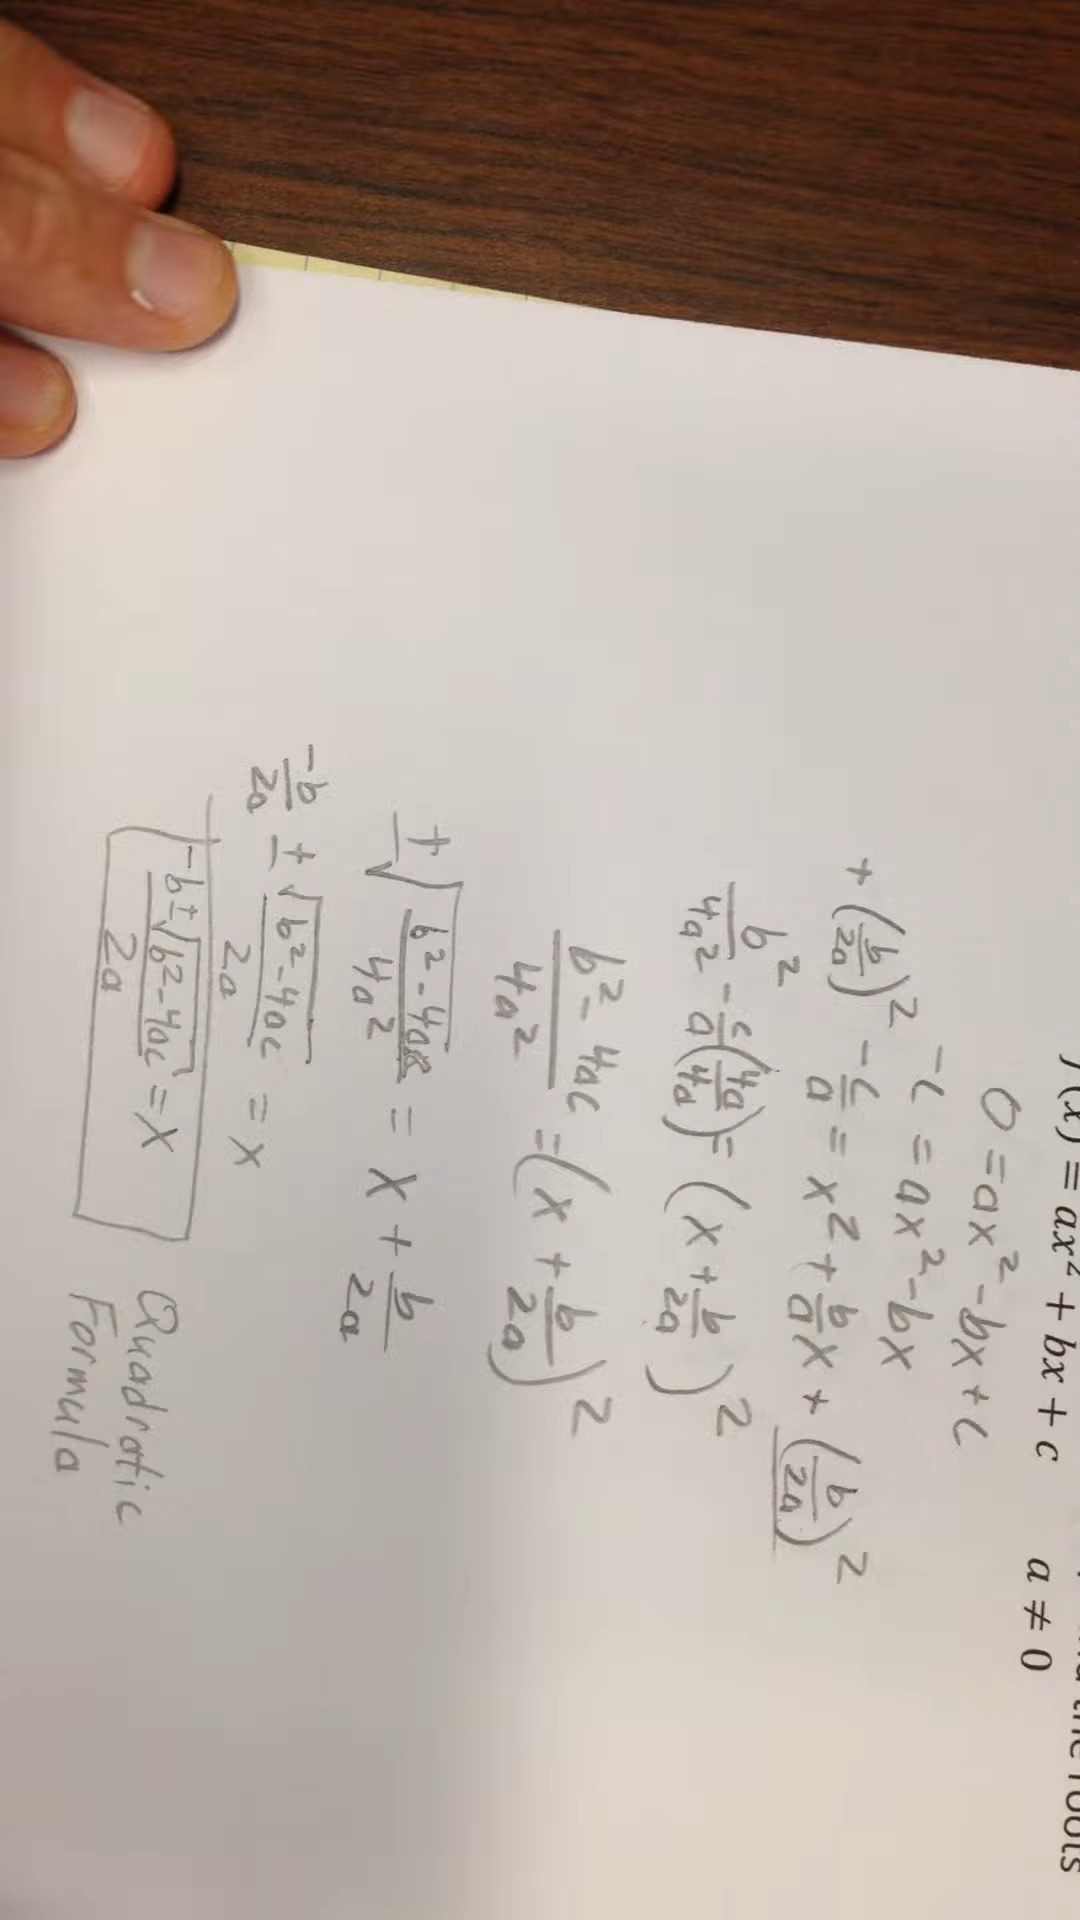 the roots
f(x) = ax² + bx + c a ≠ 0
0 = ax² - bx + c
-c = ax² - bx
+ (b/2a)² - c/a = x² + b/a x + (b/2a)²
b²/4a² - c/a (4a/4a) = (x + b/2a)²
b² - 4ac/4a² = (x + b/2a)²
± √(b² - 4ac/4a²) = x + b/2a
-b/2a ± √(b² - 4ac)/2a = x
-b ± √(b² - 4ac)/2a = x
Quadratic
Formula